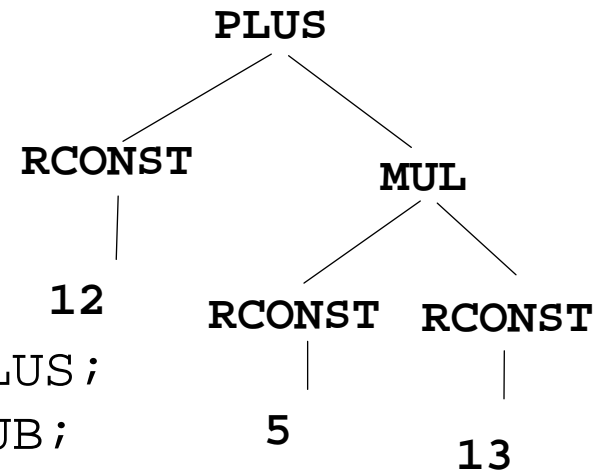 PLUS
RCONST MUL
12 RCONST RCONST
LUS;
UB; 5 13